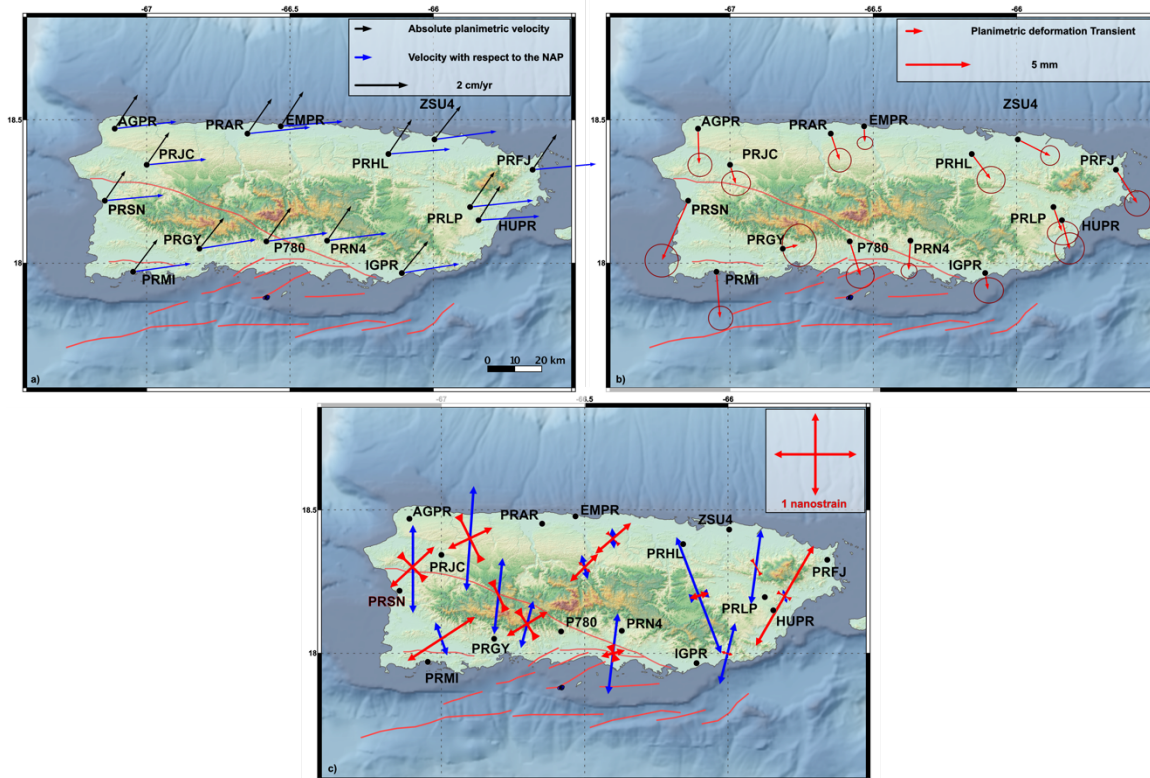 -67
-66.5
-66
Absolute planimetric velocity
Velocity with respect to the NAP
2 cm/yr
ZSU4
18.5
AGPR
PRAR
EMPR
PRJC
PRHL
PRFJ
PRSN
PRLP
HUPR
PRGY
P780
PRN4
18
PRMI
IGPR
0 10 20 km
a)
-67
-66.5
-66
Planimetric deformation Transient
5 mm
ZSU4
18.5
AGPR
PRAR
EMPR
PRJC
PRHL
PRFJ
PRSN
PRLP
HUPR
PRGY
P780
PRN4
18
PRMI
IGPR
b)
-67
-66.5
-66
1 nanostrain
18.5
AGPR
PRAR
EMPR
ZSU4
PRJC
PRHL
PRFJ
PRSN
PRLP
HUPR
P780
PRN4
PRGY
18
PRMI
IGPR
c)